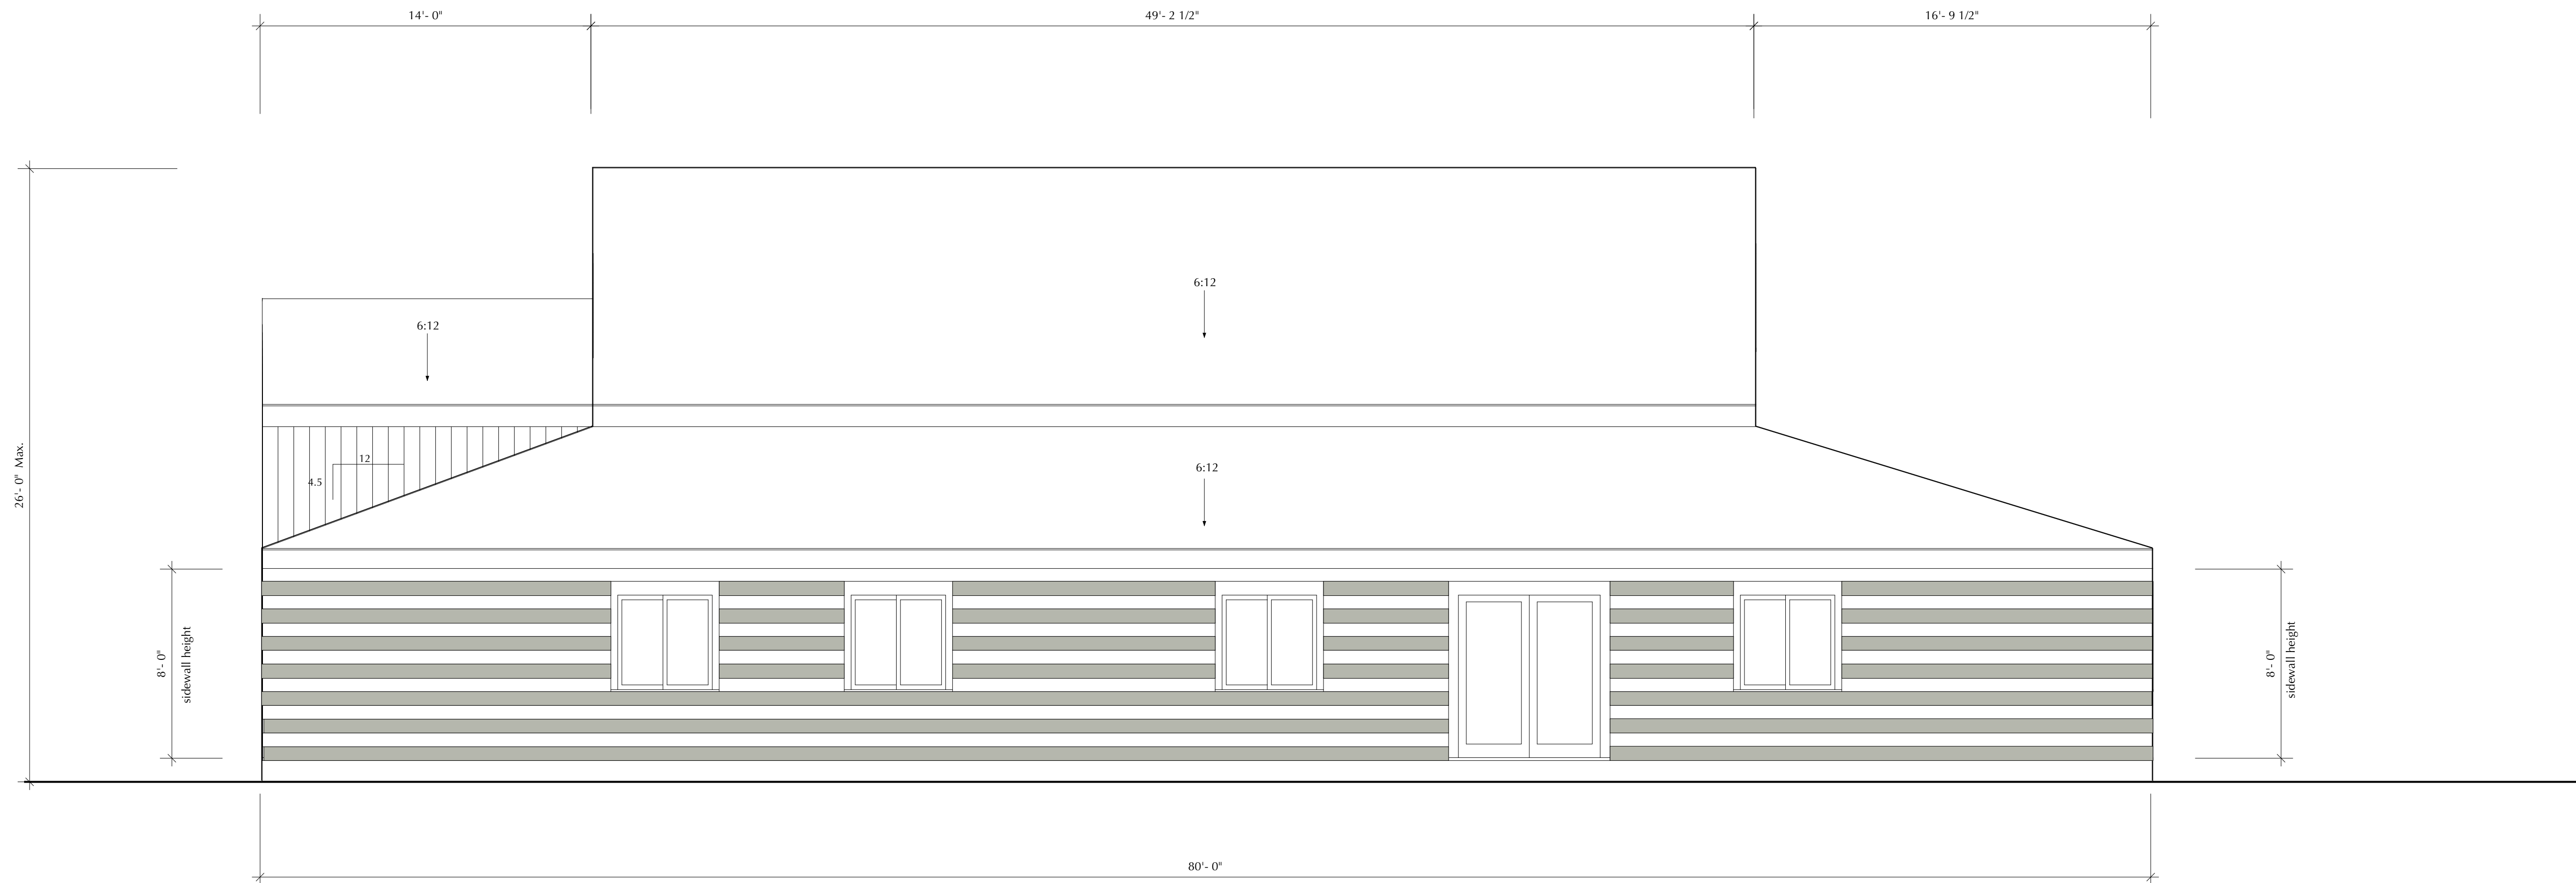 14'- 0"
49'- 2 1/2"
16'- 9 1/2"
6:12
6:12
12
4.5
6:12
26'- 0" Max.
8'- 0"
sidewall height
8'- 0"
sidewall height
80'- 0"